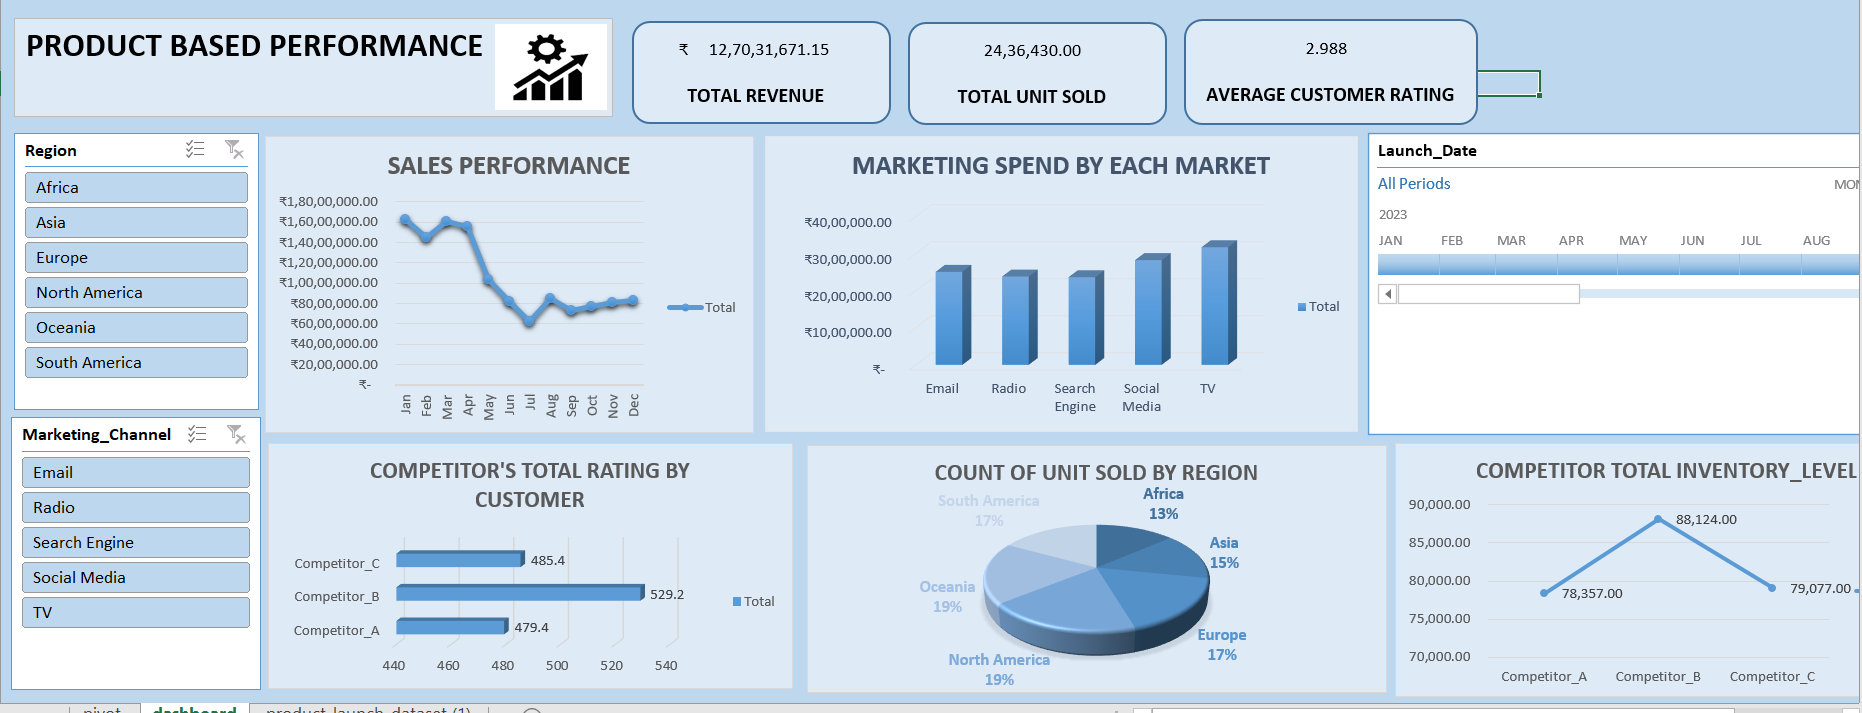 PRODUCT BASED PERFORMANCE
₹ 12,70,31,671.15
TOTAL REVENUE
24,36,430.00
TOTAL UNIT SOLD
2.988
AVERAGE CUSTOMER RATING
Region
Africa
Asia
Europe
North America
Oceania
South America
Marketing_Channel
Email
Radio
Search Engine
Social Media
TV
SALES PERFORMANCE
₹1,80,00,000.00
₹1,60,00,000.00
₹1,40,00,000.00
₹1,20,00,000.00
₹1,00,00,000.00
₹80,00,000.00
₹60,00,000.00
₹40,00,000.00
₹20,00,000.00
₹-
Jan Feb Mar Apr May Jun Jul Aug Sep Oct Nov Dec
Total
MARKETING SPEND BY EACH MARKET
₹40,00,000.00
₹30,00,000.00
₹20,00,000.00
₹10,00,000.00
₹-
Email Radio Search Social TV
Engine Media
Total
Launch_Date
All Periods MON
2023
JAN FEB MAR APR MAY JUN JUL AUG
COMPETITOR'S TOTAL RATING BY
CUSTOMER
Competitor_C 485.4
Competitor_B 529.2
Competitor_A 479.4
440 460 480 500 520 540
Total
COUNT OF UNIT SOLD BY REGION
South America
17%
Africa
13%
Asia
15%
Oceania
19%
Europe
17%
North America
19%
COMPETITOR TOTAL INVENTORY_LEVEL
90,000.00
85,000.00
80,000.00
75,000.00
70,000.00
88,124.00
78,357.00
79,077.00
Competitor_A Competitor_B Competitor_C
pivot dashboard product_launch_dataset (1)